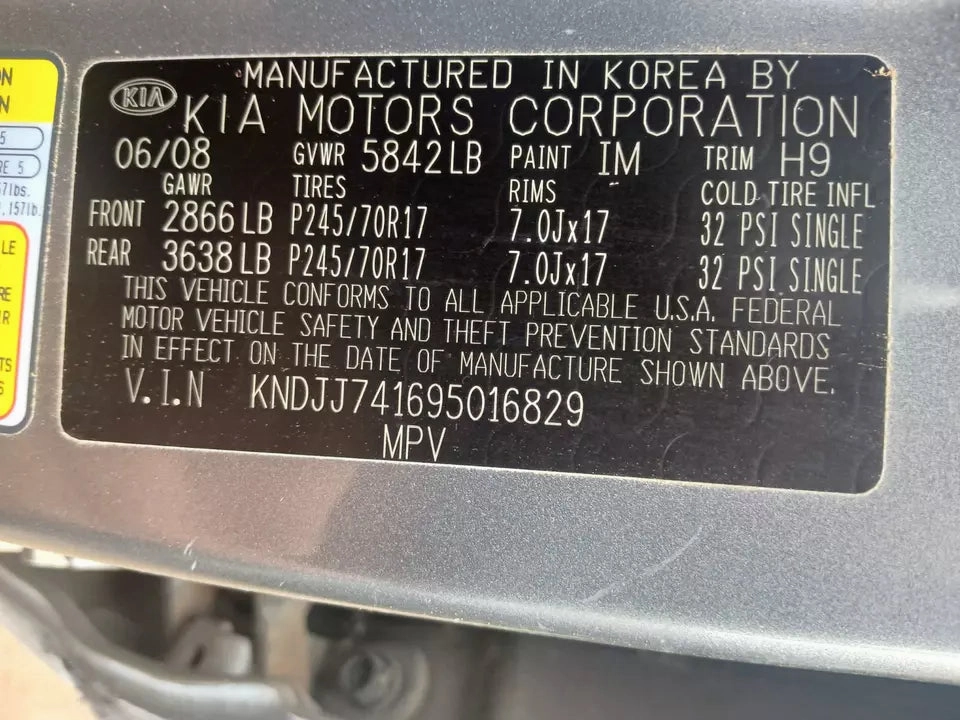 MANUFACTURED IN KOREA BY
KIA KIA MOTORS CORPORATION
06/08 GVWR 5842LB PAINT IM TRIM H9
GAWR TIRES RIMS COLD TIRE INFL
FRONT 2866LB P245/70R17 7.0Jx17 32 PSI SINGLE
REAR 3638LB P245/70R17 7.0Jx17 32 PSI SINGLE
THIS VEHICLE CONFORMS TO ALL APPLICABLE U.S.A. FEDERAL
MOTOR VEHICLE SAFETY AND THEFT PREVENTION STANDARDS
IN EFFECT ON THE DATE OF MANUFACTURE SHOWN ABOVE.
V.I.N KNDJJ741695016829
MPV